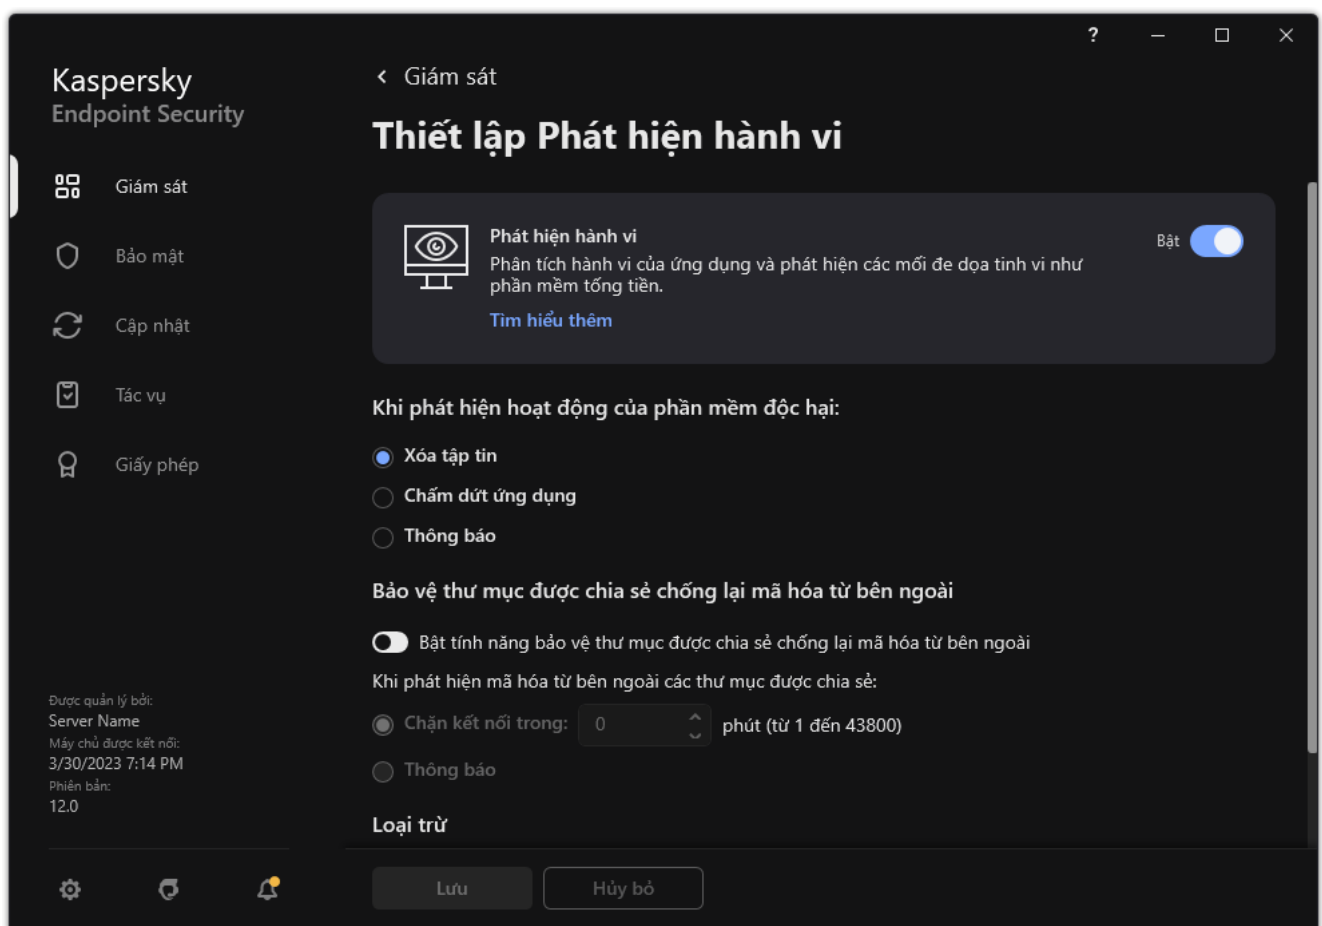 ?
Kaspersky
Endpoint Security
Giám sát
Bảo mật
Cập nhật
Tác vụ
Giấy phép
Được quản lý bởi:
Server Name
Máy chủ được kết nối:
3/30/2023 7:14 PM
Phiên bản:
12.0
Giám sát
Thiết lập Phát hiện hành vi
Phát hiện hành vi
Phân tích hành vi của ứng dụng và phát hiện các mối đe dọa tinh vi như
phần mềm tống tiền.
Tìm hiểu thêm
Bật
Khi phát hiện hoạt động của phần mềm độc hại:
Xóa tập tin
Chấm dứt ứng dụng
Thông báo
Bảo vệ thư mục được chia sẻ chống lại mã hóa từ bên ngoài
Bật tính năng bảo vệ thư mục được chia sẻ chống lại mã hóa từ bên ngoài
Khi phát hiện mã hóa từ bên ngoài các thư mục được chia sẻ:
Chặn kết nối trong: 0 phút (từ 1 đến 43800)
Thông báo
Loại trừ
Lưu
Hủy bỏ